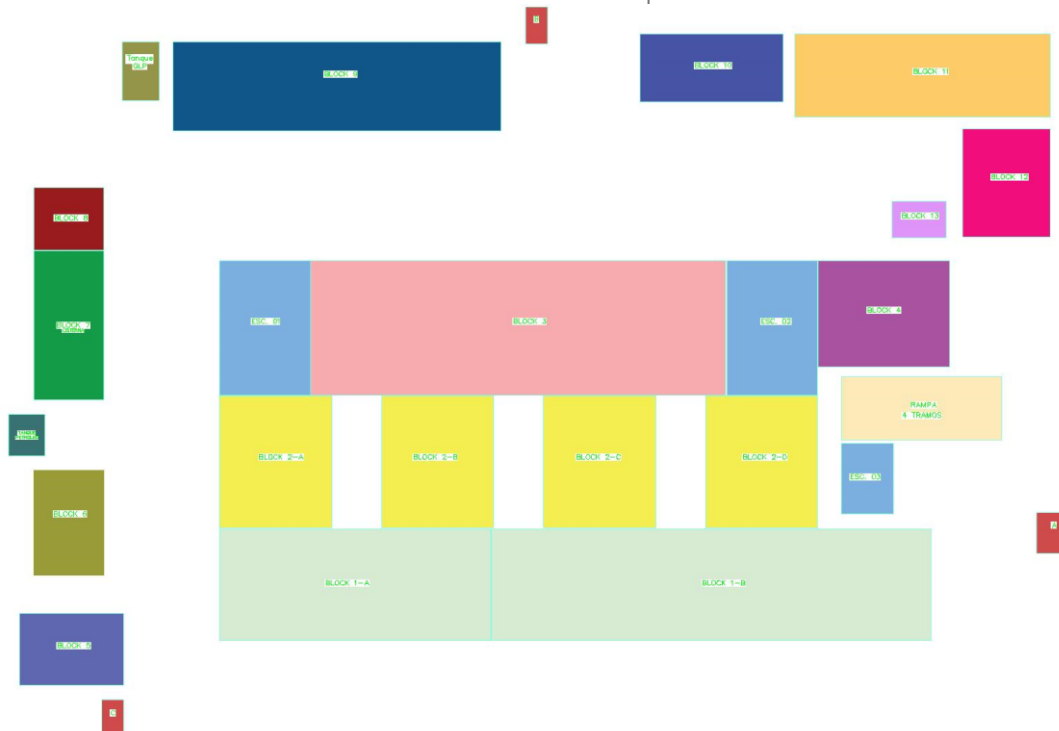 B
Tanque
GLP
BLOCK 9
BLOCK 10
BLOCK 11
BLOCK 12
BLOCK 8
BLOCK 13
BLOCK 7
ESC. 01
BLOCK 3
ESC. 02
BLOCK 4
RAMPA
4 TRAMOS
BLOCK 2-A
BLOCK 2-B
BLOCK 2-C
BLOCK 2-D
ESC. 03
BLOCK 6
A
BLOCK 1-A
BLOCK 1-B
BLOCK 5
C